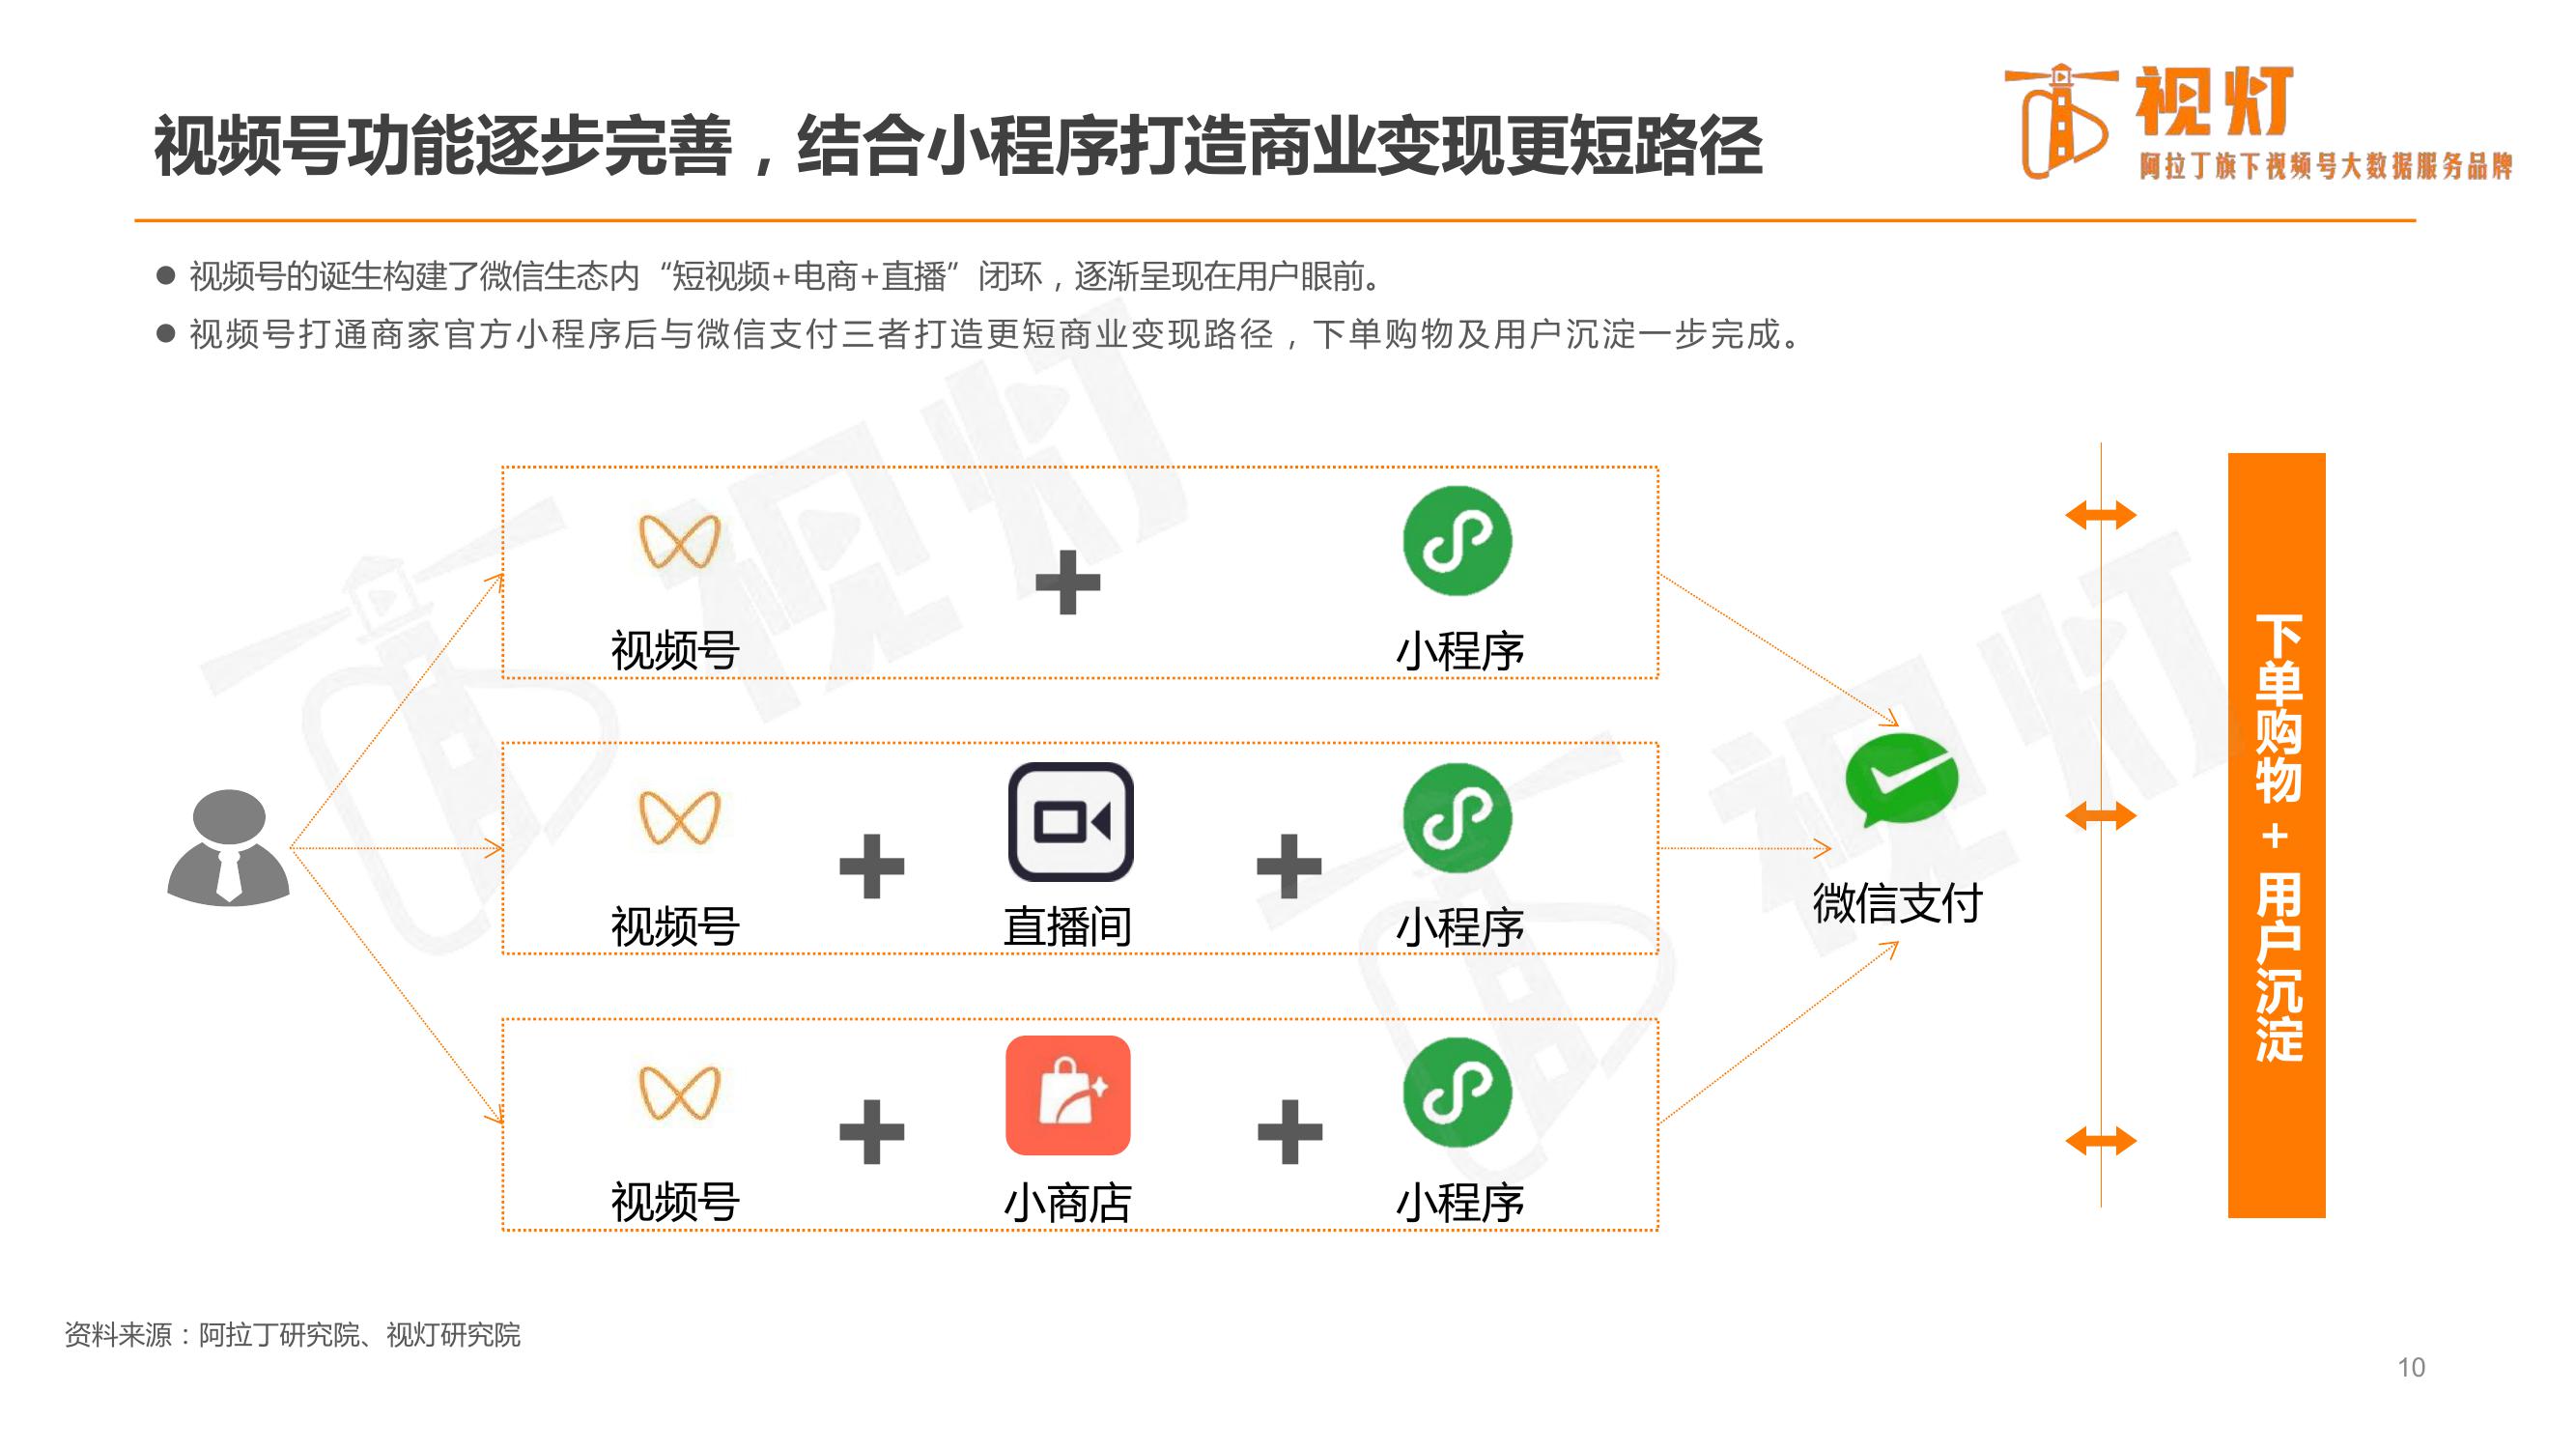 视频号功能逐步完善，结合小程序打造商业变现更短路径
视灯
阿拉丁旗下视频号大数据服务品牌
● 视频号的诞生构建了微信生态内“短视频+电商+直播”闭环，逐渐呈现在用户眼前。
● 视频号打通商家官方小程序后与微信支付三者打造更短商业变现路径，下单购物及用户沉淀一步完成。
视频号
小程序
视频号
直播间
小程序
视频号
小商店
小程序
微信支付
下单购物 + 用户沉淀
视灯
视灯
资料来源：阿拉丁研究院、视灯研究院
10